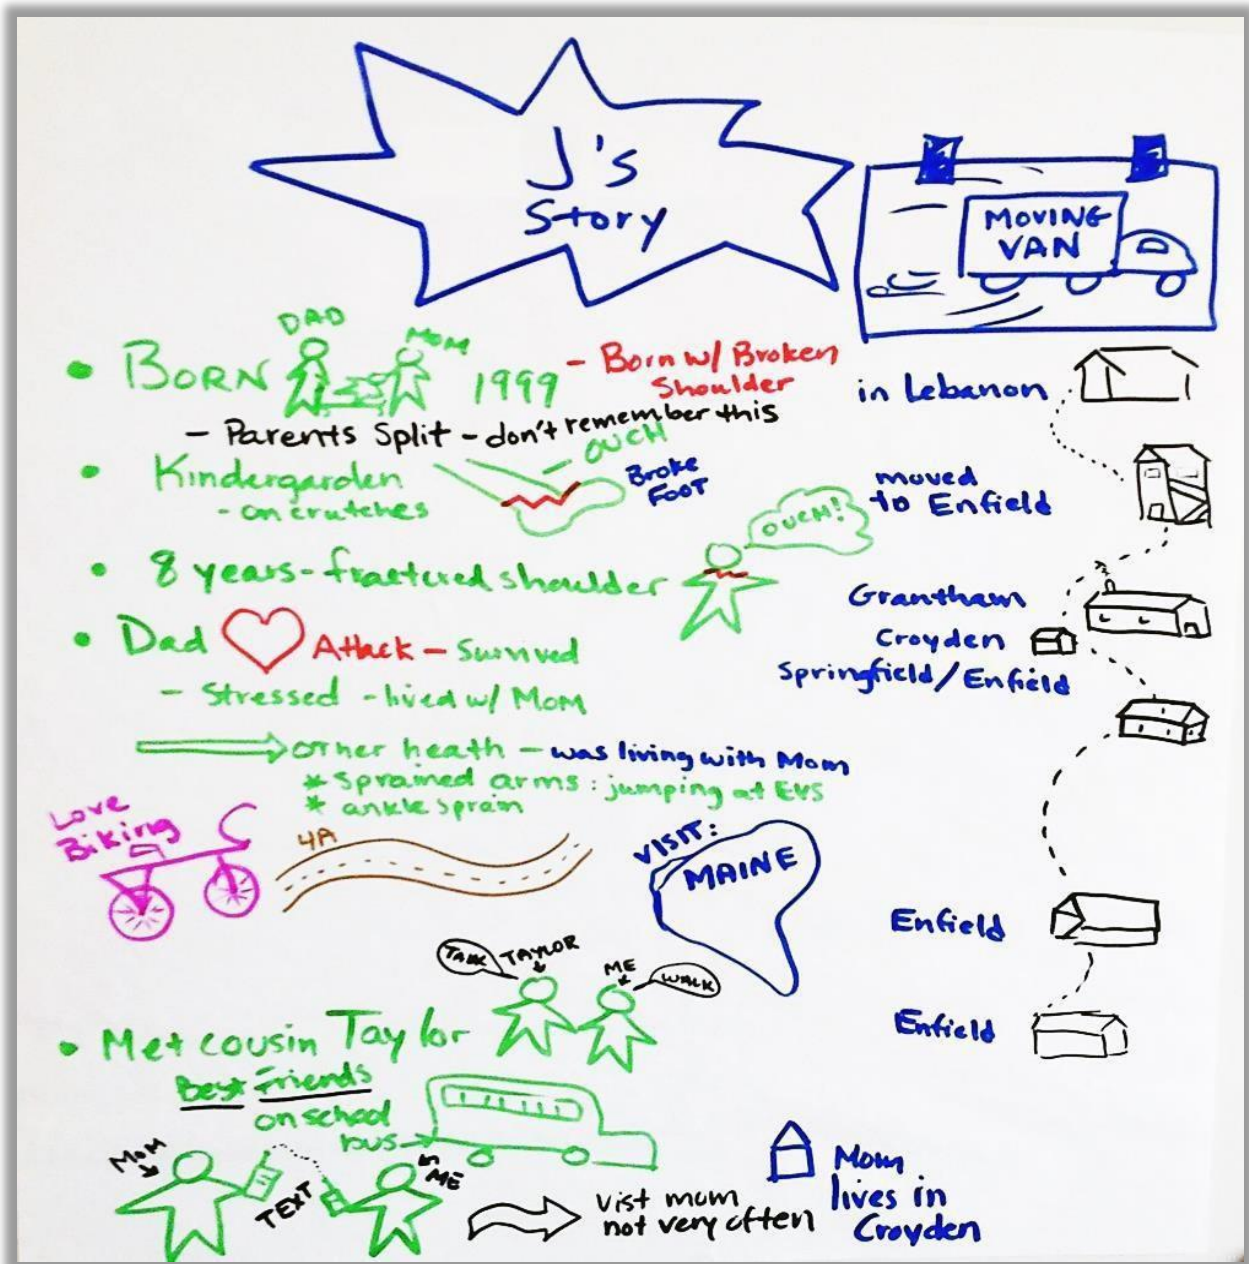 J's
Story
MOVING
VAN
• BORN DAD MOM 1999 - Born w/ Broken
Shoulder
- Parents Split - don't remember this
in Lebanon
• Kindergarden
- on crutches
OUCH
Broke
FOOT
moved
to Enfield
• 8 years - fractured shoulder
OUCH!
Grantham
Croyden
Springfield/Enfield
• Dad Attack - Survived
- Stressed - lived w/ Mom
other heath - was living with Mom
* Sprained arms: jumping at EVS
* ankle sprain
Love
Biking
4A
VISIT:
MAINE
Enfield
TALK TAYLOR
ME WALK
Enfield
• Met cousin Taylor
Best Friends
on school
bus
MOM
TEXT
ME
Vist mom
not very often
Mom
lives in
Croyden